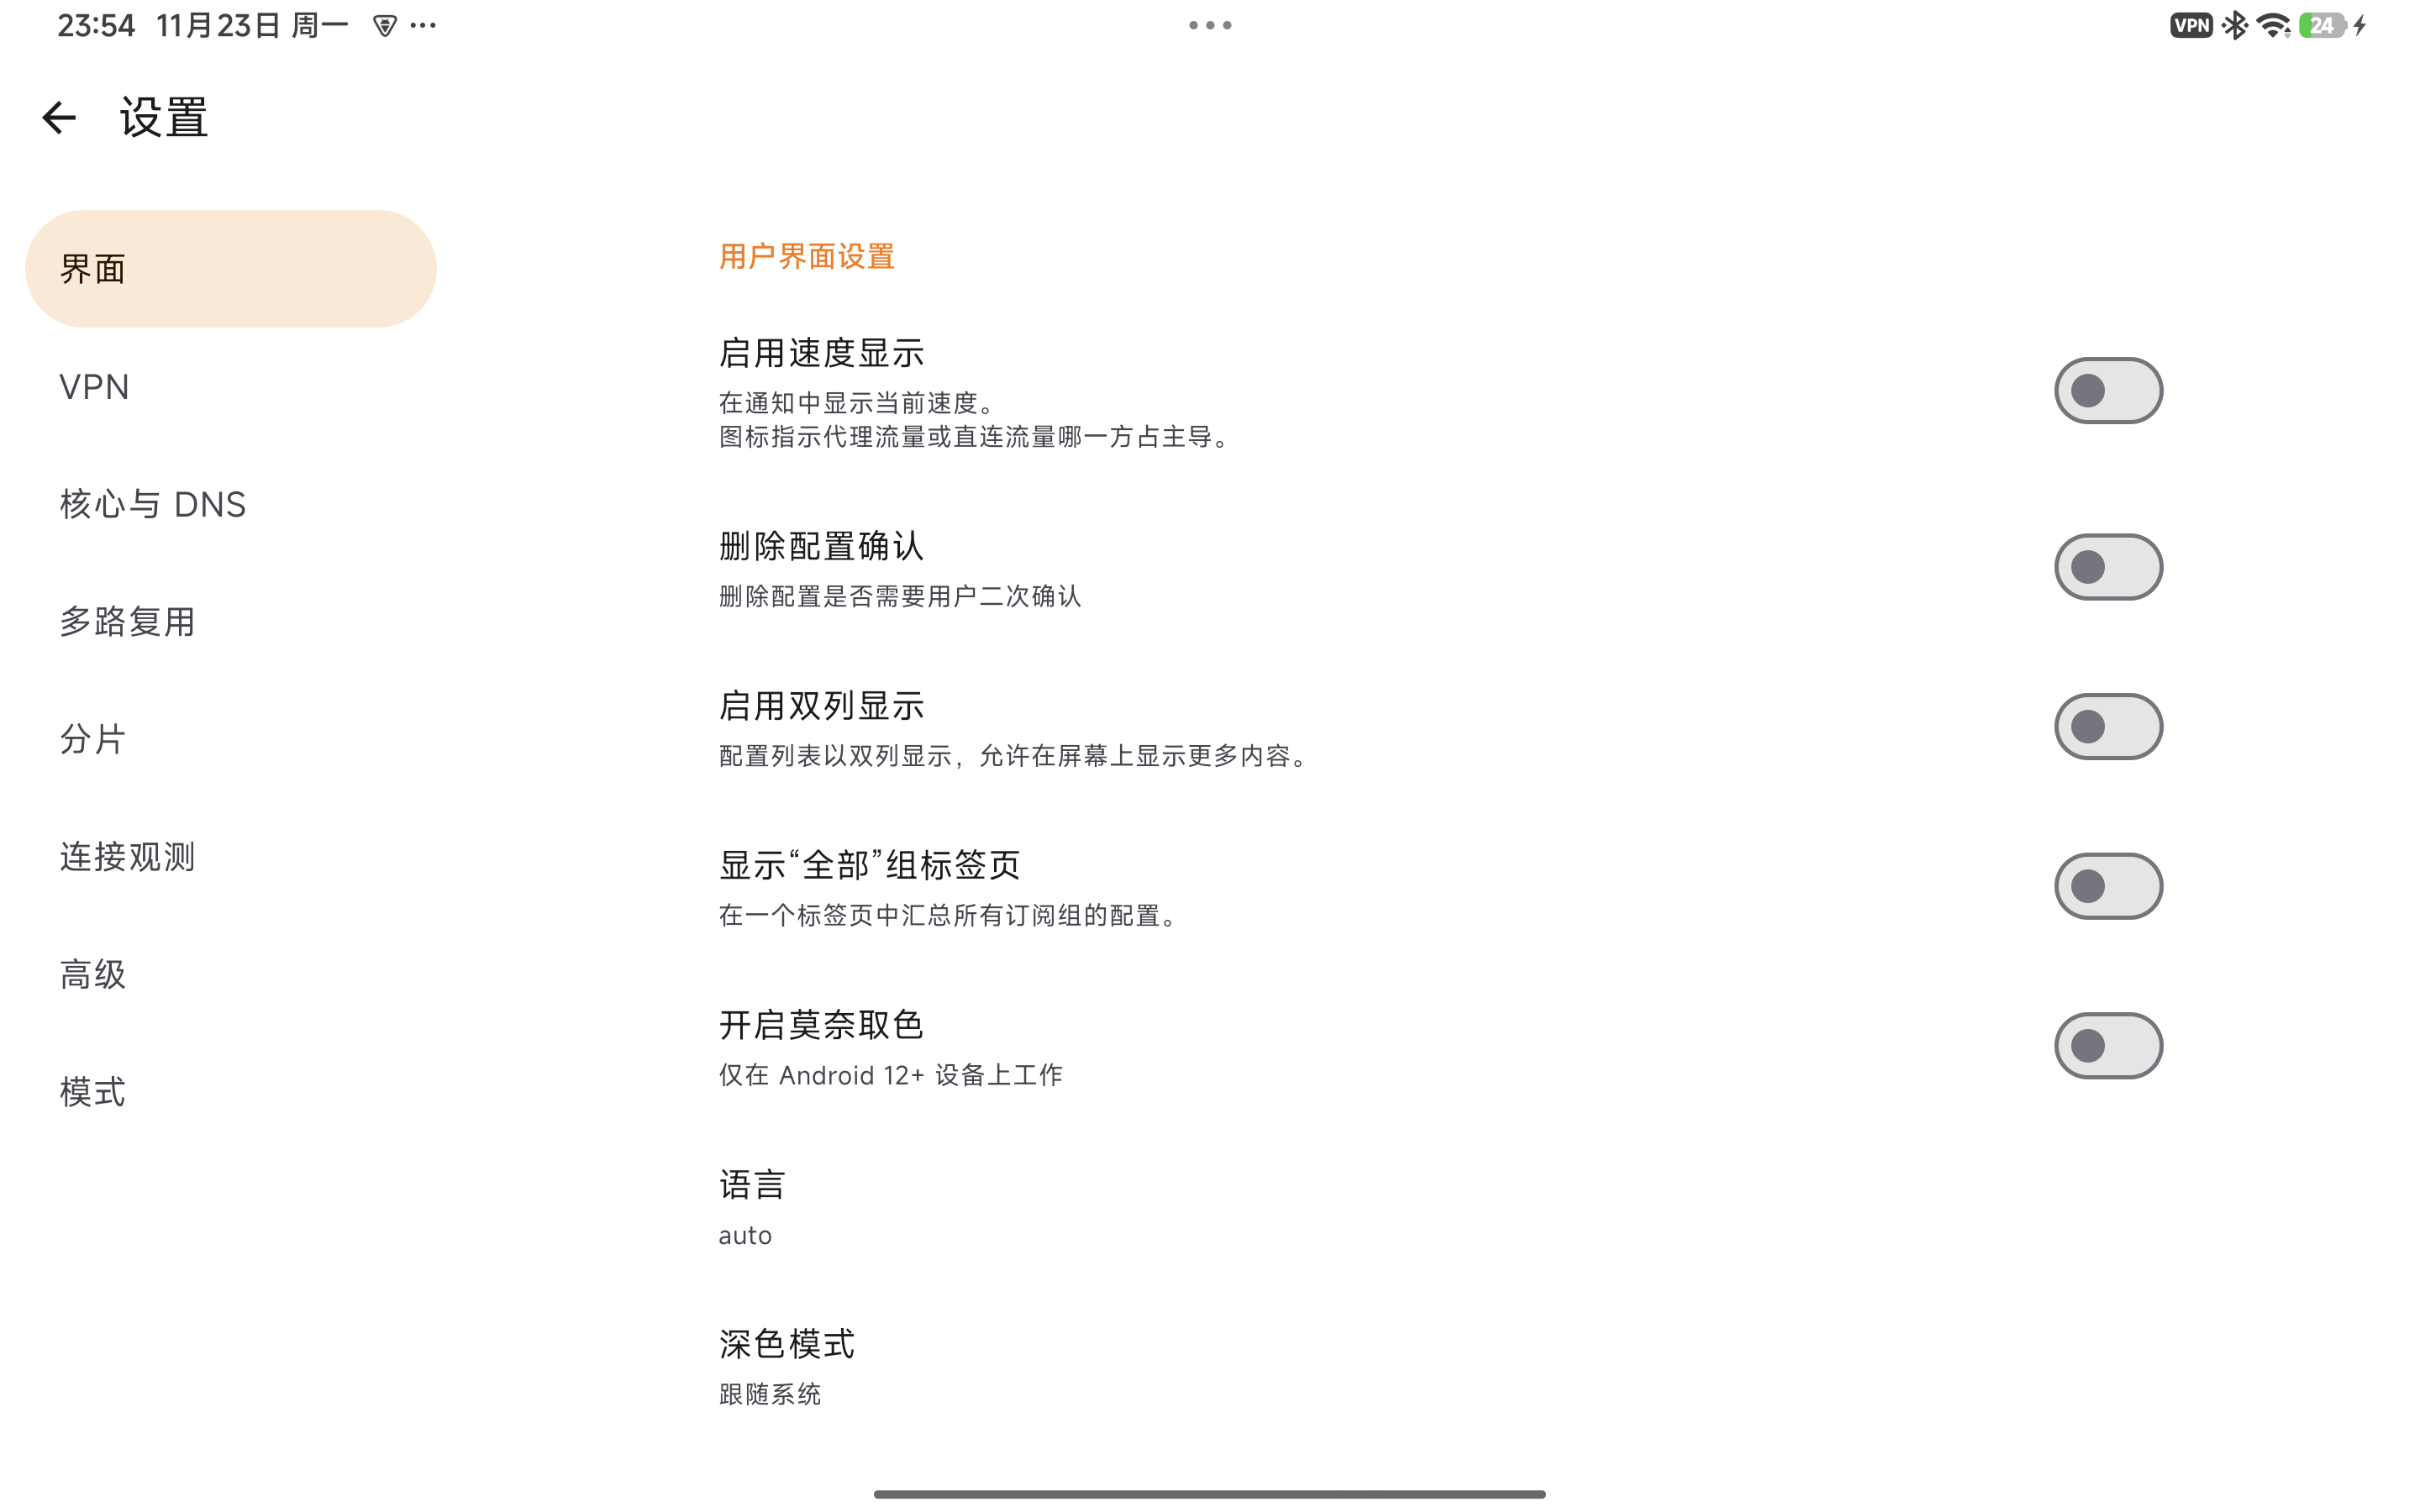 23:54 11月23日 周一
VPN 24
设置
界面
VPN
核心与 DNS
多路复用
分片
连接观测
高级
模式
用户界面设置
启用速度显示
在通知中显示当前速度。
图标指示代理流量或直连流量哪一方占主导。
删除配置确认
删除配置是否需要用户二次确认
启用双列显示
配置列表以双列显示，允许在屏幕上显示更多内容。
显示“全部”组标签页
在一个标签页中汇总所有订阅组的配置。
开启莫奈取色
仅在 Android 12+ 设备上工作
语言
auto
深色模式
跟随系统